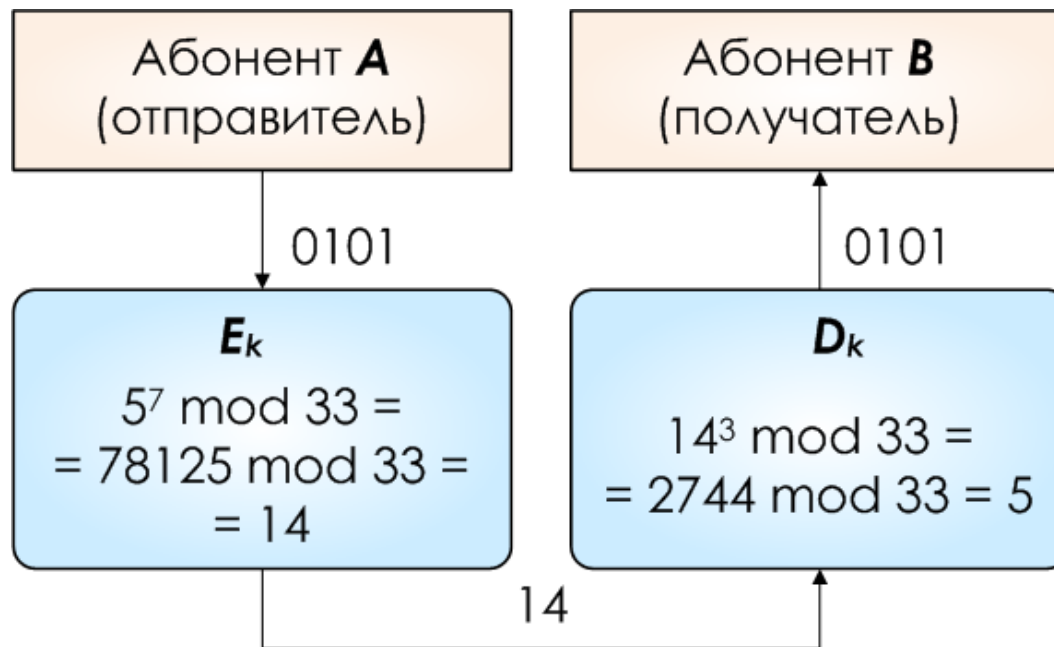 Абонент A
(отправитель)
Абонент B
(получатель)
0101
0101
Eₖ
5⁷ mod 33 =
= 78125 mod 33 =
= 14
Dₖ
14³ mod 33 =
= 2744 mod 33 = 5
14